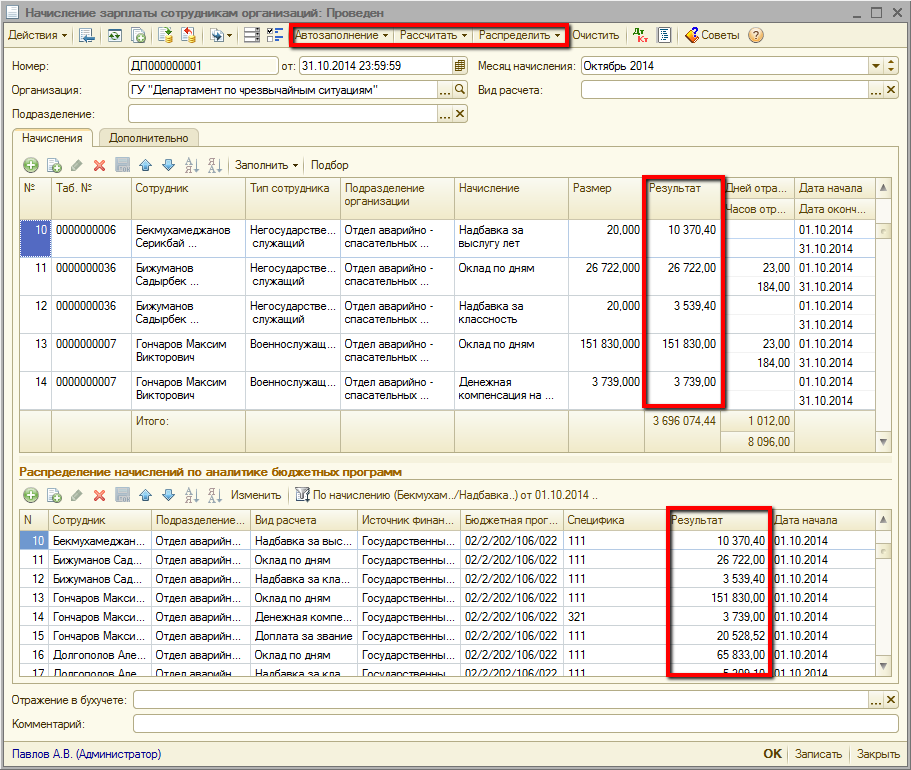 Начисление зарплаты сотрудникам организаций: Проведен
Действия Автозаполнение Рассчитать Распределить Очистить Дт Кт Советы
Номер: ДП000000001 от: 31.10.2014 23:59:59 Месяц начисления: Октябрь 2014
Организация: ГУ "Департамент по чрезвычайным ситуациям" ... Вид расчета: ...
Подразделение: ...
Начисления Дополнительно
Заполнить Подбор
№ Таб. № Сотрудник Тип сотрудника Подразделение организации Начисление Размер Результат Дней отра... Дата начала
Часов отр... Дата оконч...
10 0000000006 Бекмухамеджанов Негосударстве... Отдел аварийно - Надбавка за 20,000 10 370,40 01.10.2014
Серикбай ... служащий спасательных ... выслугу лет 31.10.2014
11 0000000036 Бижуманов Негосударстве... Отдел аварийно - Оклад по дням 26 722,000 26 722,00 23,00 01.10.2014
Садырбек ... служащий спасательных ... 184,00 31.10.2014
12 0000000036 Бижуманов Негосударстве... Отдел аварийно - Надбавка за 20,000 3 539,40 01.10.2014
Садырбек ... служащий спасательных ... классность 31.10.2014
13 0000000007 Гончаров Максим Военнослужащ... Отдел аварийно - Оклад по дням 151 830,000 151 830,00 23,00 01.10.2014
Викторович спасательных ... 184,00 31.10.2014
14 0000000007 Гончаров Максим Военнослужащ... Отдел аварийно - Денежная 3 739,000 3 739,00 01.10.2014
Викторович спасательных ... компенсация на ... 31.10.2014
Итого: 3 696 074,44 1 012,00
8 096,00
Распределение начислений по аналитике бюджетных программ
Изменить По начислению (Бекмухам../Надбавка..) от 01.10.2014 ..
N Сотрудник Подразделение... Вид расчета Источник финан... Бюджетная прог... Специфика Результат Дата начала
10 Бекмухамеджан... Отдел аварийн... Надбавка за выс... Государственны... 02/2/202/106/022 111 10 370,40 01.10.2014
11 Бижуманов Сад... Отдел аварийн... Оклад по дням Государственны... 02/2/202/106/022 111 26 722,00 01.10.2014
12 Бижуманов Сад... Отдел аварийн... Надбавка за кла... Государственны... 02/2/202/106/022 111 3 539,40 01.10.2014
13 Гончаров Макси... Отдел аварийн... Оклад по дням Государственны... 02/2/202/106/022 111 151 830,00 01.10.2014
14 Гончаров Макси... Отдел аварийн... Денежная компе... Государственны... 02/2/202/106/022 321 3 739,00 01.10.2014
15 Гончаров Макси... Отдел аварийн... Доплата за звание Государственны... 02/2/202/106/022 111 20 528,52 01.10.2014
16 Долгополов Але... Отдел аварийн... Оклад по дням Государственны... 02/2/202/106/022 111 65 833,00 01.10.2014
17 Долгополов Але... Отдел аварийн... Надбавка за кла... Государственны... 02/2/202/106/022 111 01.10.2014
Отражение в бухучете: ...
Комментарий:
Павлов А.В. (Администратор) OK Записать Закрыть